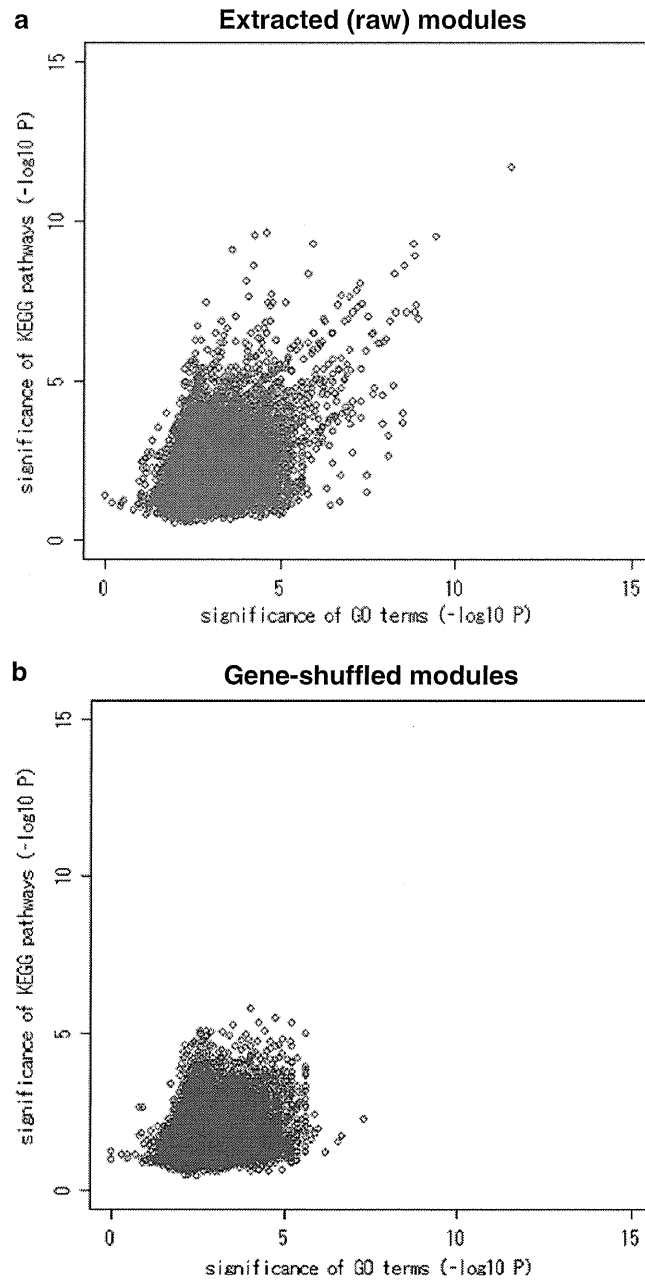 a
Extracted (raw) modules
significance of KEGG pathways (-log10 P)
15
10
5
0
0 5 10 15
significance of GO terms (-log10 P)
b
Gene-shuffled modules
significance of KEGG pathways (-log10 P)
15
10
5
0
0 5 10 15
significance of GO terms (-log10 P)